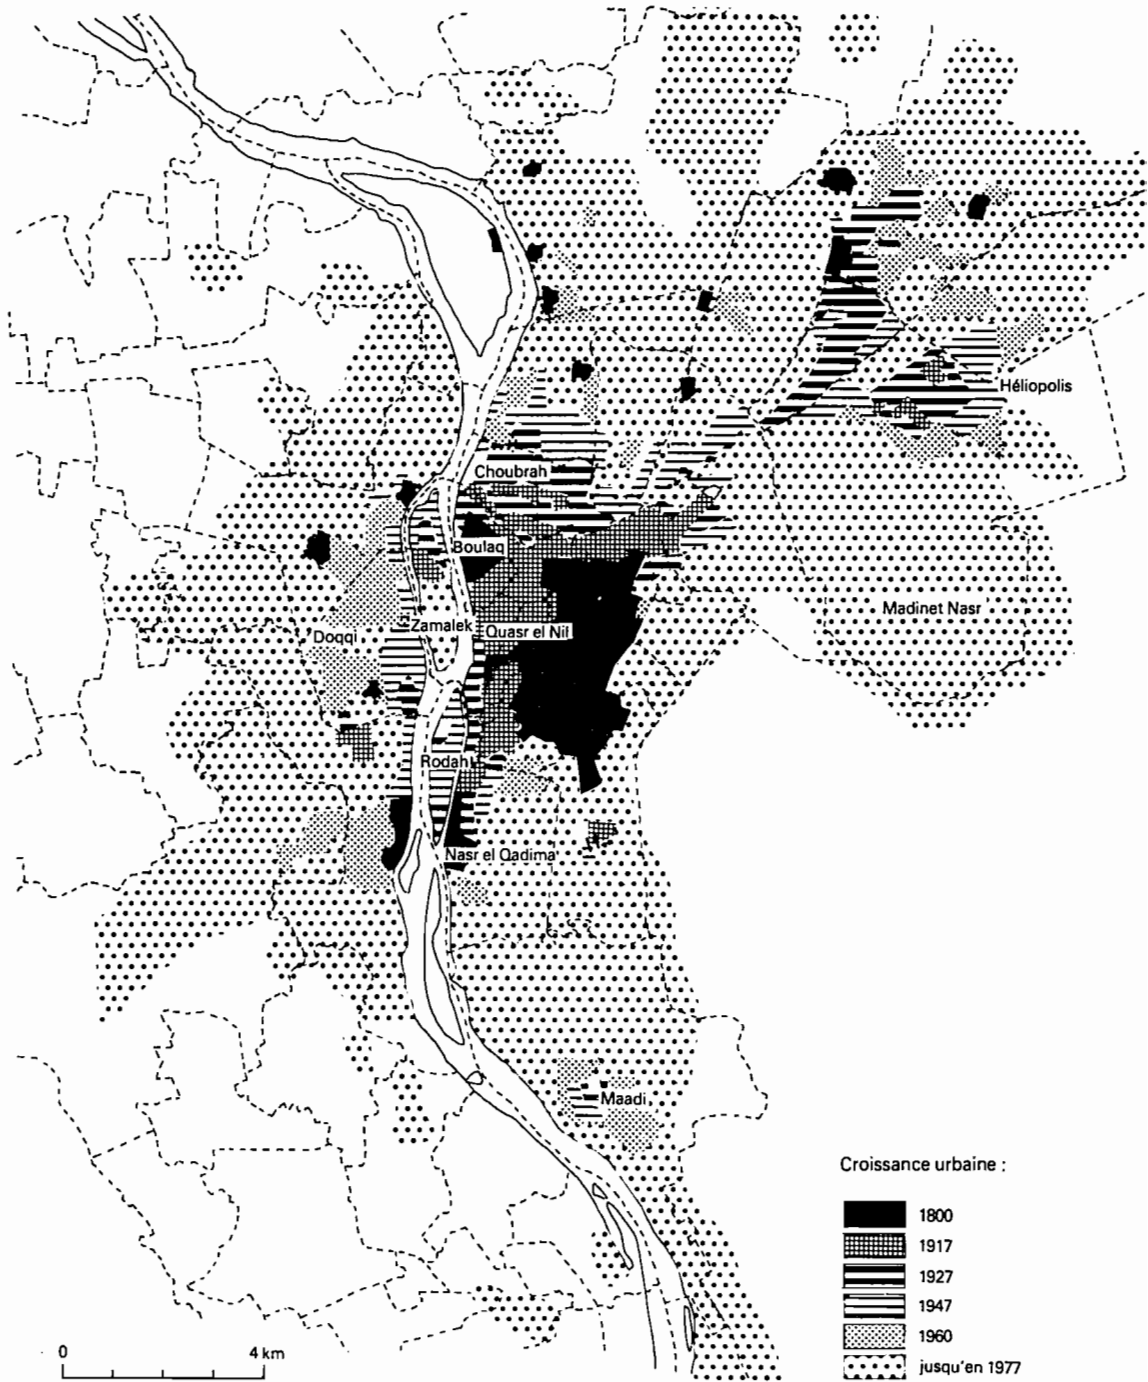 Héliopolis
Choubrah
Boulaq
Madinet Nasr
Zamalek
Quasr el Nil
Doqqi
Rodah
Nasr el Qadima
Maadi
Croissance urbaine :
1800
1917
1927
1947
1960
jusqu'en 1977
0 4 km